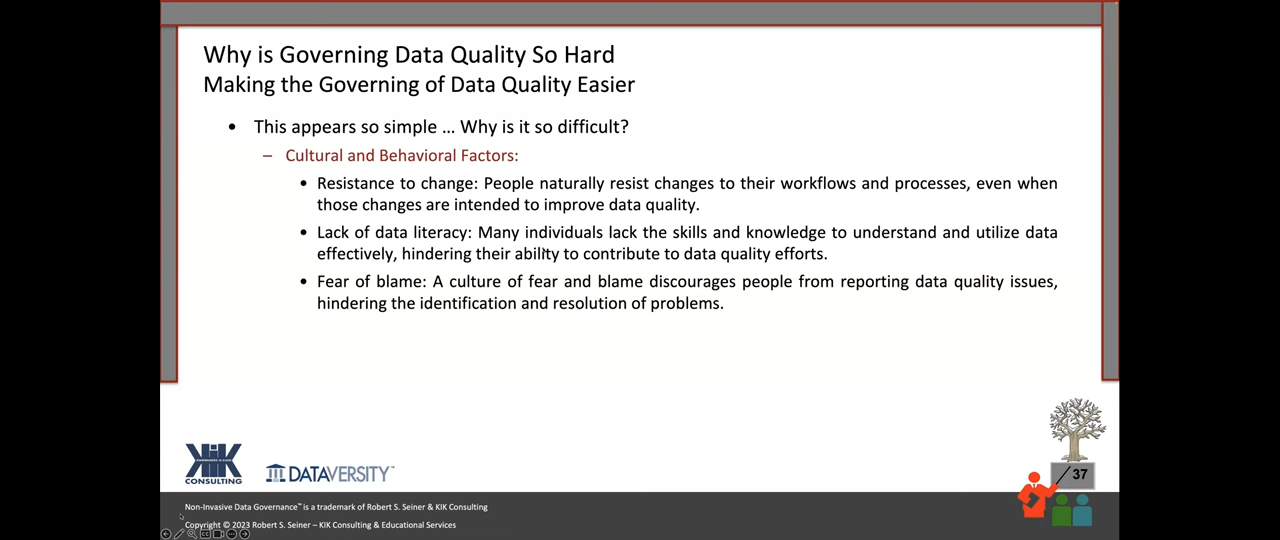 Why is Governing Data Quality So Hard
Making the Governing of Data Quality Easier
• This appears so simple … Why is it so difficult?
– Cultural and Behavioral Factors:
• Resistance to change: People naturally resist changes to their workflows and processes, even when
those changes are intended to improve data quality.
• Lack of data literacy: Many individuals lack the skills and knowledge to understand and utilize data
effectively, hindering their ability to contribute to data quality efforts.
• Fear of blame: A culture of fear and blame discourages people from reporting data quality issues,
hindering the identification and resolution of problems.
KIK
CONSULTING
DATAVERSITY™
37
Non-Invasive Data Governance™ is a trademark of Robert S. Seiner & KIK Consulting
Copyright © 2023 Robert S. Seiner – KIK Consulting & Educational Services